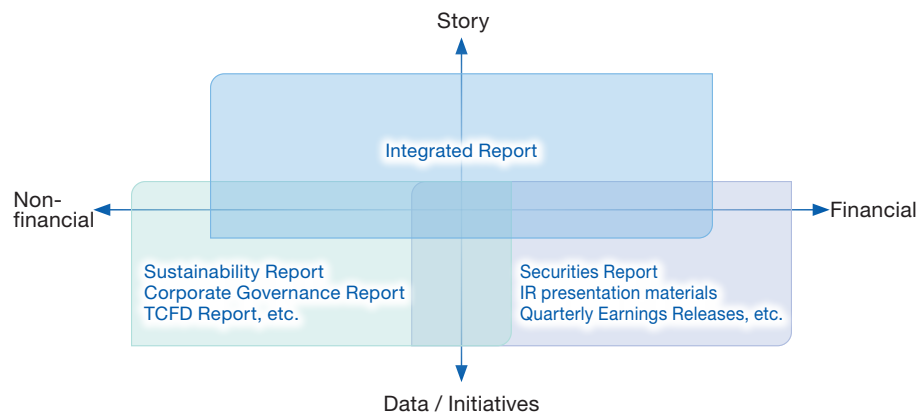 Story
Integrated Report
Non-
financial
Financial
Sustainability Report
Corporate Governance Report
TCFD Report, etc.
Securities Report
IR presentation materials
Quarterly Earnings Releases, etc.
Data / Initiatives